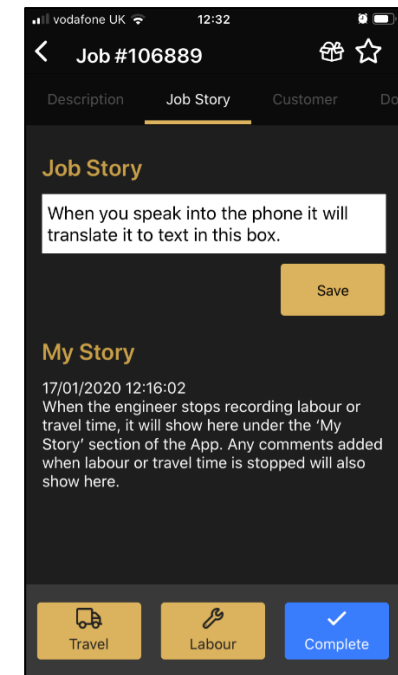 vodafone UK 12:32
Job #106889
Description Job Story Customer Do
Job Story
When you speak into the phone it will
translate it to text in this box.
Save
My Story
17/01/2020 12:16:02
When the engineer stops recording labour or
travel time, it will show here under the ‘My
Story’ section of the App. Any comments added
when labour or travel time is stopped will also
show here.
Travel Labour Complete